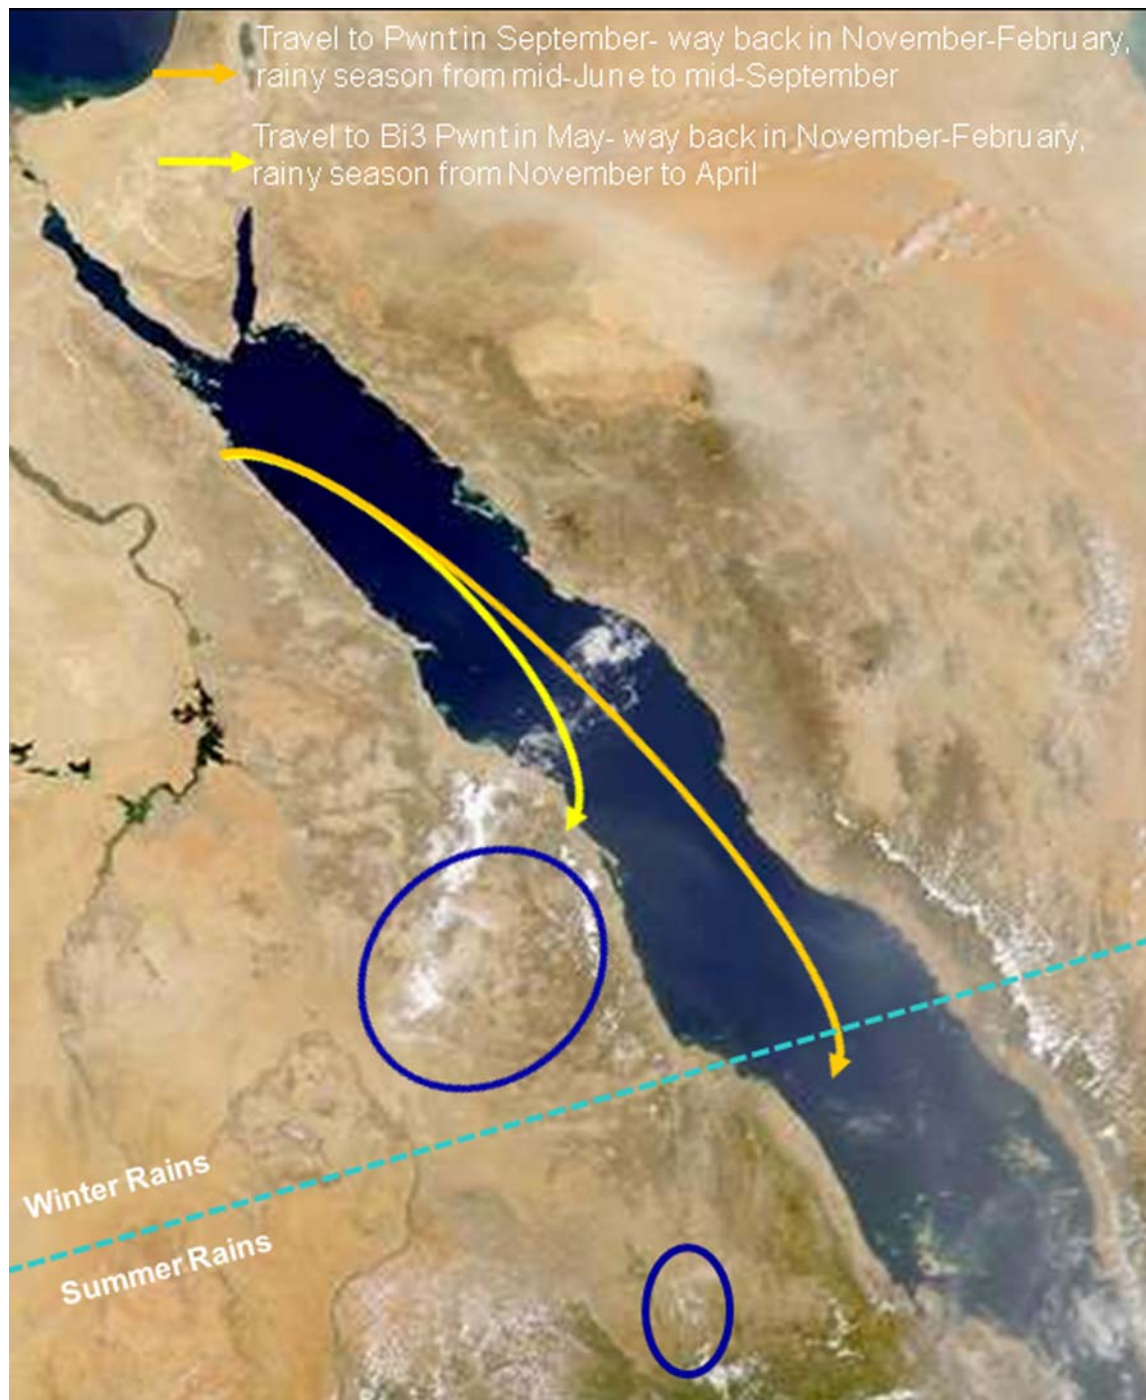 Travel to Pwnt in September- way back in November-February,
rainy season from mid-June to mid-September
Travel to Bi3 Pwnt in May- way back in November-February,
rainy season from November to April
Winter Rains
Summer Rains